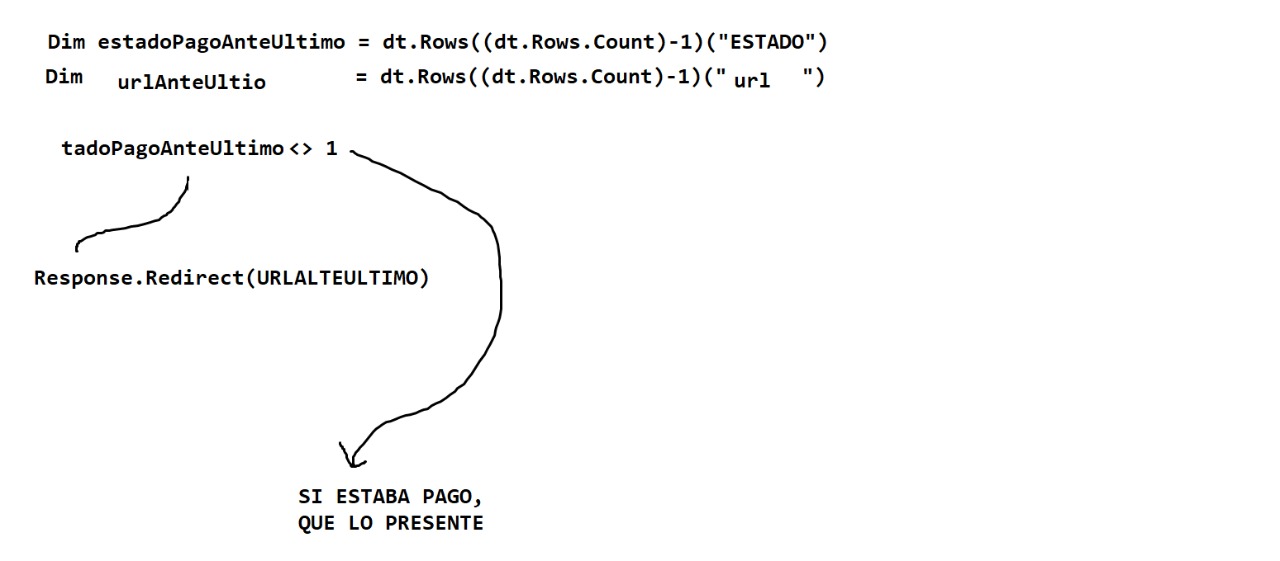 Dim estadoPagoAnteUltimo = dt.Rows((dt.Rows.Count)-1)("ESTADO")
Dim urlAnteUltio = dt.Rows((dt.Rows.Count)-1)("url ")
tadoPagoAnteUltimo <> 1
Response.Redirect(URLALTEULTIMO)
SI ESTABA PAGO,
QUE LO PRESENTE